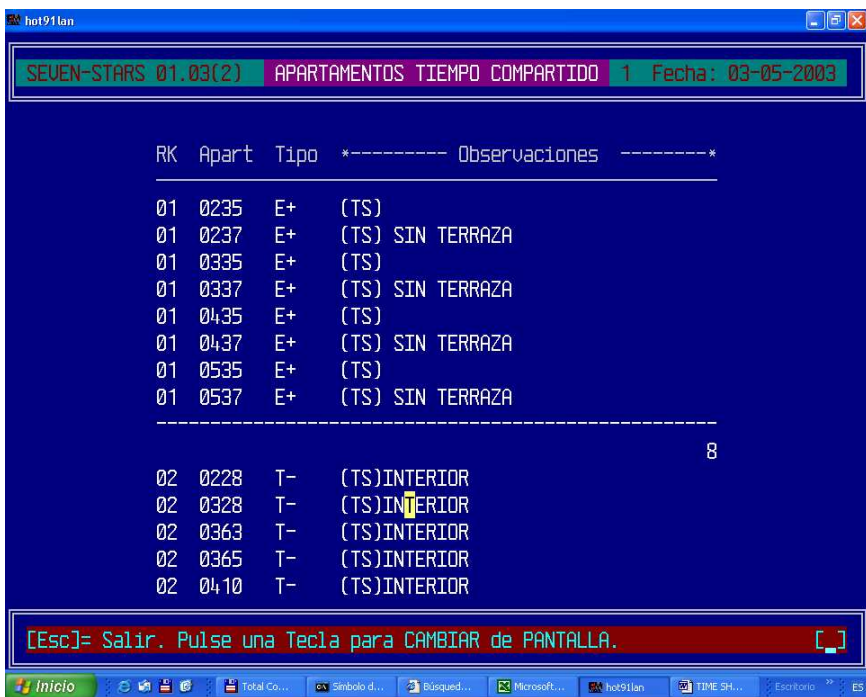 hot91lan
SEVEN-STARS 01.03(2) APARTAMENTOS TIEMPO COMPARTIDO 1 Fecha: 03-05-2003
RK Apart Tipo *--------- Observaciones --------*
01 0235 E+ (TS)
01 0237 E+ (TS) SIN TERRAZA
01 0335 E+ (TS)
01 0337 E+ (TS) SIN TERRAZA
01 0435 E+ (TS)
01 0437 E+ (TS) SIN TERRAZA
01 0535 E+ (TS)
01 0537 E+ (TS) SIN TERRAZA
8
02 0228 T- (TS)INTERIOR
02 0328 T- (TS)INTERIOR
02 0363 T- (TS)INTERIOR
02 0365 T- (TS)INTERIOR
02 0410 T- (TS)INTERIOR
[Esc]= Salir. Pulse una Tecla para CAMBIAR de PANTALLA. [_]
Inicio Total Co... Símbolo d... Búsqued... Microsoft... hot91lan TIME SH... Escritorio » ES